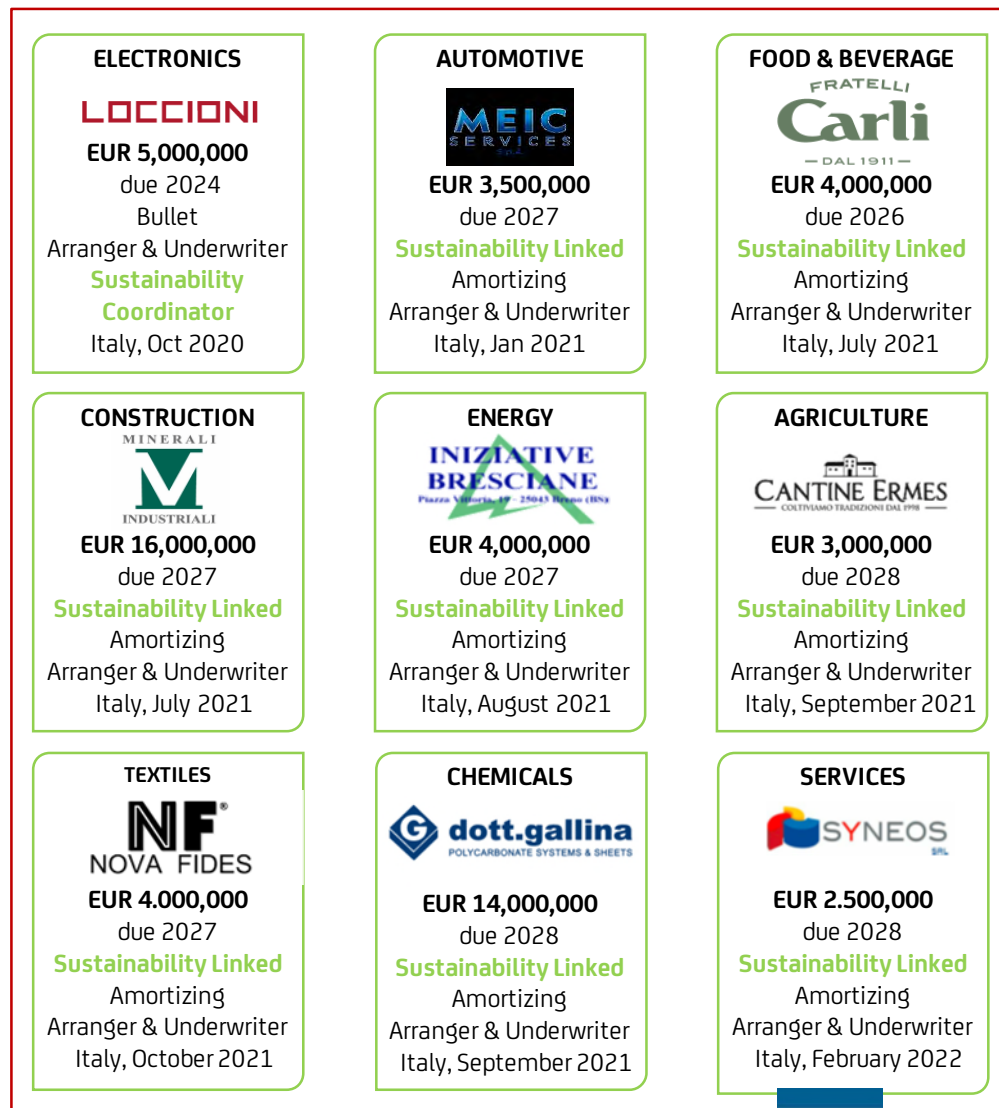 ELECTRONICS
LOCCIONI
EUR 5,000,000
due 2024
Bullet
Arranger & Underwriter
Sustainability
Coordinator
Italy, Oct 2020
AUTOMOTIVE
MEIC
SERVICES
S.p.A.
EUR 3,500,000
due 2027
Sustainability Linked
Amortizing
Arranger & Underwriter
Italy, Jan 2021
FOOD & BEVERAGE
FRATELLI
Carli
— DAL 1911 —
EUR 4,000,000
due 2026
Sustainability Linked
Amortizing
Arranger & Underwriter
Italy, July 2021
CONSTRUCTION
MINERALI
INDUSTRIALI
EUR 16,000,000
due 2027
Sustainability Linked
Amortizing
Arranger & Underwriter
Italy, July 2021
ENERGY
INIZIATIVE
BRESCIANE
Piazza Vittoria, 19 - 25043 Breno (BS)
EUR 4,000,000
due 2027
Sustainability Linked
Amortizing
Arranger & Underwriter
Italy, August 2021
AGRICULTURE
CANTINE ERMES
COLTIVIAMO TRADIZIONI DAL 1998
EUR 3,000,000
due 2028
Sustainability Linked
Amortizing
Arranger & Underwriter
Italy, September 2021
TEXTILES
NF®
NOVA FIDES
EUR 4.000,000
due 2027
Sustainability Linked
Amortizing
Arranger & Underwriter
Italy, October 2021
CHEMICALS
G dott.gallina
POLYCARBONATE SYSTEMS & SHEETS
EUR 14,000,000
due 2028
Sustainability Linked
Amortizing
Arranger & Underwriter
Italy, September 2021
SERVICES
SYNEOS
SRL
EUR 2.500,000
due 2028
Sustainability Linked
Amortizing
Arranger & Underwriter
Italy, February 2022